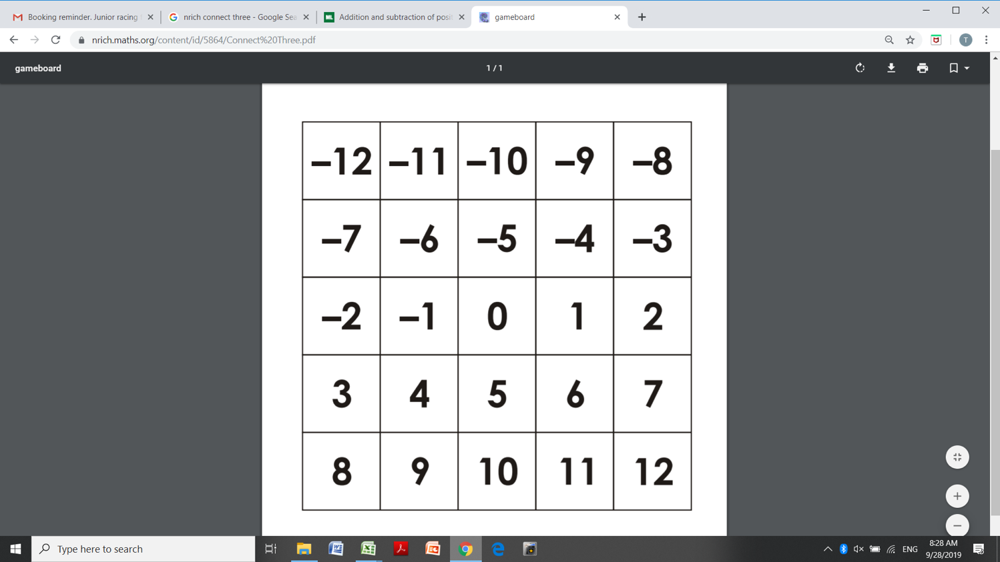 Booking reminder. Junior racing
nrich connect three - Google Sea
ML Addition and subtraction of posit
gameboard
nrich.maths.org/content/id/5864/Connect%20Three.pdf
T
gameboard
1 / 1
–12 –11 –10 –9 –8
–7 –6 –5 –4 –3
–2 –1 0 1 2
3 4 5 6 7
8 9 10 11 12
Type here to search
ENG
8:28 AM
9/28/2019